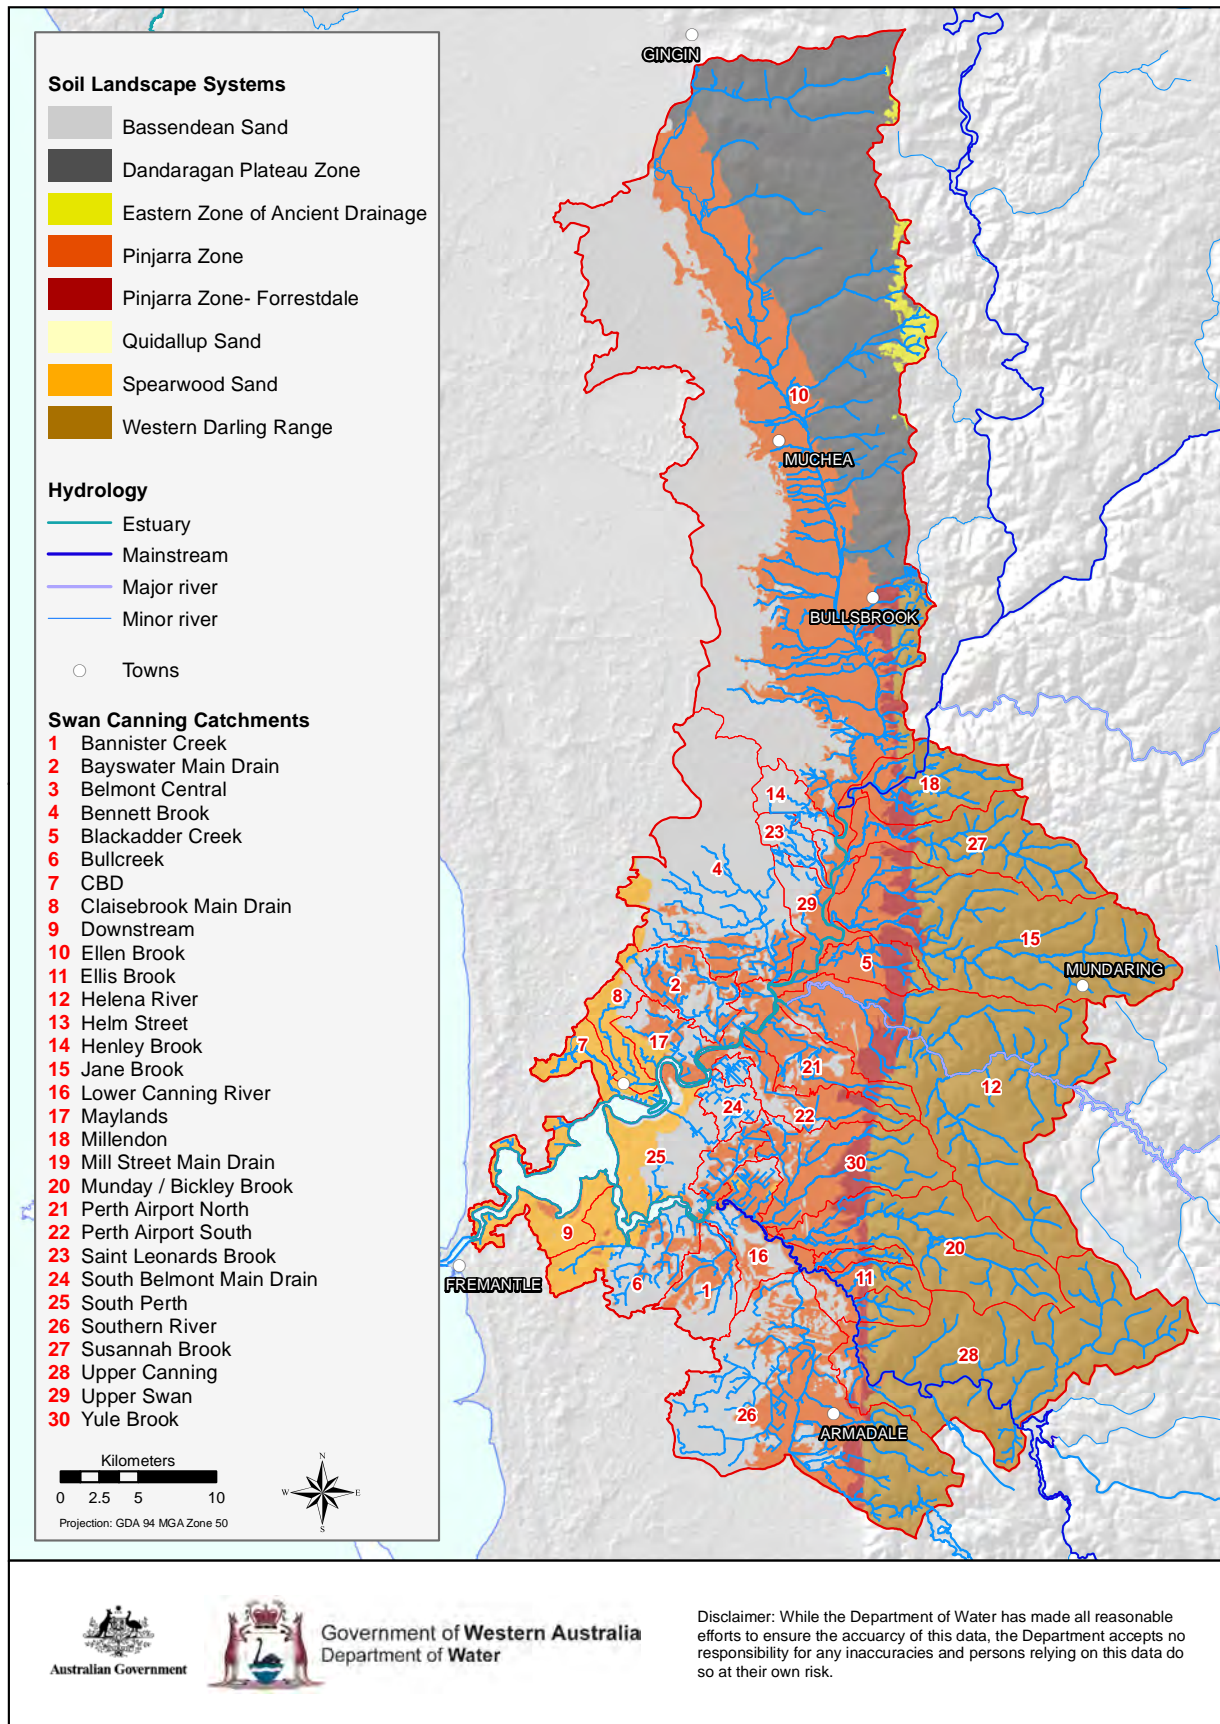 Soil Landscape Systems
Bassendean Sand
Dandaragan Plateau Zone
Eastern Zone of Ancient Drainage
Pinjarra Zone
Pinjarra Zone- Forrestdale
Quidallup Sand
Spearwood Sand
Western Darling Range
Hydrology
Estuary
Mainstream
Major river
Minor river
Towns
Swan Canning Catchments
1 Bannister Creek
2 Bayswater Main Drain
3 Belmont Central
4 Bennett Brook
5 Blackadder Creek
6 Bullcreek
7 CBD
8 Claisebrook Main Drain
9 Downstream
10 Ellen Brook
11 Ellis Brook
12 Helena River
13 Helm Street
14 Henley Brook
15 Jane Brook
16 Lower Canning River
17 Maylands
18 Millendon
19 Mill Street Main Drain
20 Munday / Bickley Brook
21 Perth Airport North
22 Perth Airport South
23 Saint Leonards Brook
24 South Belmont Main Drain
25 South Perth
26 Southern River
27 Susannah Brook
28 Upper Canning
29 Upper Swan
30 Yule Brook
Kilometers
0 2.5 5 10
N
W E
S
Projection: GDA 94 MGA Zone 50
GINGIN
10
MUCHEA
BULLSBROOK
18
14
23
27
4
29
15
5
MUNDARING
2
8
17
7
21
12
24
22
25
30
9
16
20
FREMANTLE
6
1
11
28
26
ARMADALE
Australian Government
Government of Western Australia
Department of Water
Disclaimer: While the Department of Water has made all reasonable
efforts to ensure the accuarcy of this data, the Department accepts no
responsibility for any inaccuracies and persons relying on this data do
so at their own risk.